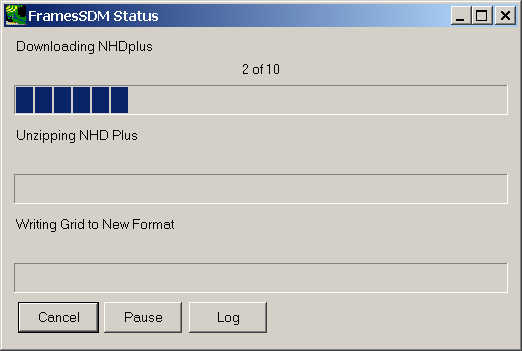 FramesSDM Status
Downloading NHDplus
2 of 10
Unzipping NHD Plus
Writing Grid to New Format
Cancel Pause Log